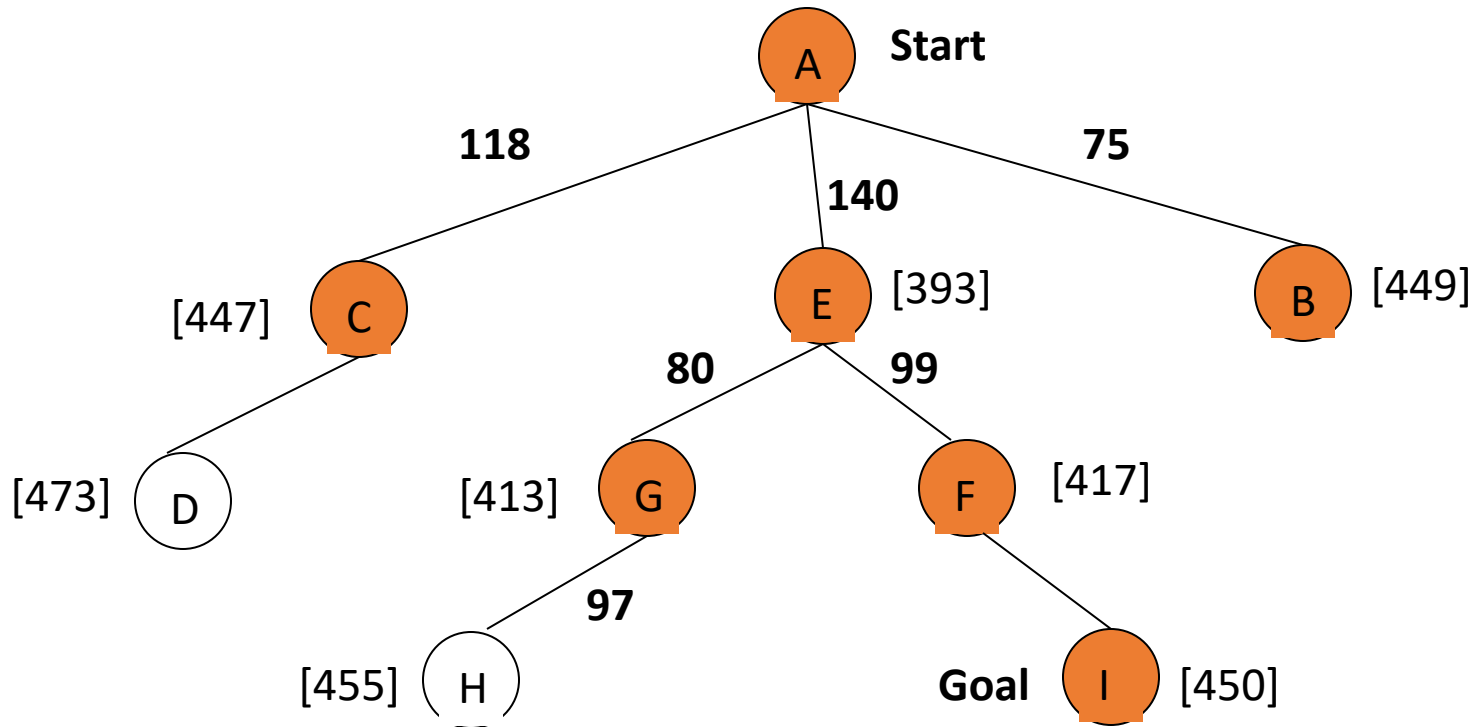 A Start
118
75
140
[447] C
E [393]
B [449]
80
99
[473] D
[413] G
F [417]
97
[455] H
Goal I [450]